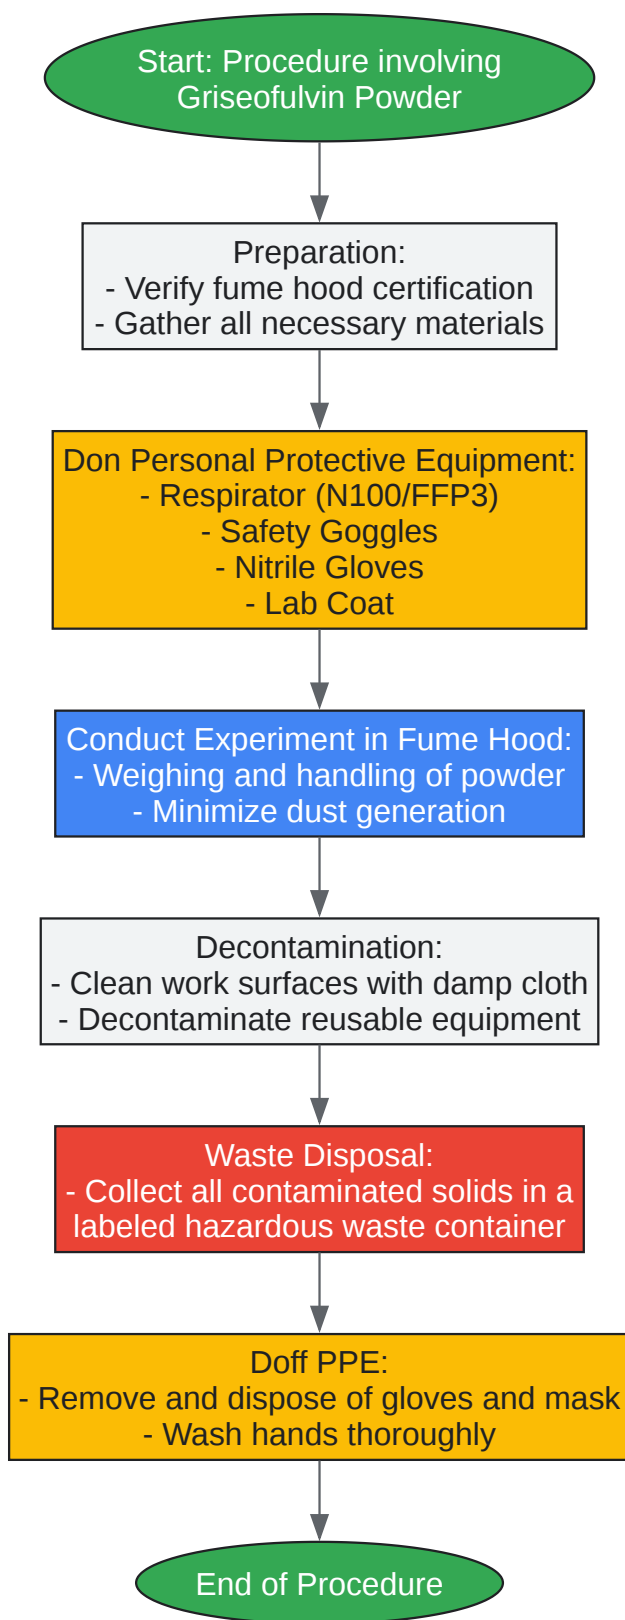 Start: Procedure involving
Griseofulvin Powder
Preparation:
- Verify fume hood certification
- Gather all necessary materials
Don Personal Protective Equipment:
- Respirator (N100/FFP3)
- Safety Goggles
- Nitrile Gloves
- Lab Coat
Conduct Experiment in Fume Hood:
- Weighing and handling of powder
- Minimize dust generation
Decontamination:
- Clean work surfaces with damp cloth
- Decontaminate reusable equipment
Waste Disposal:
- Collect all contaminated solids in a
labeled hazardous waste container
Doff PPE:
- Remove and dispose of gloves and mask
- Wash hands thoroughly
End of Procedure